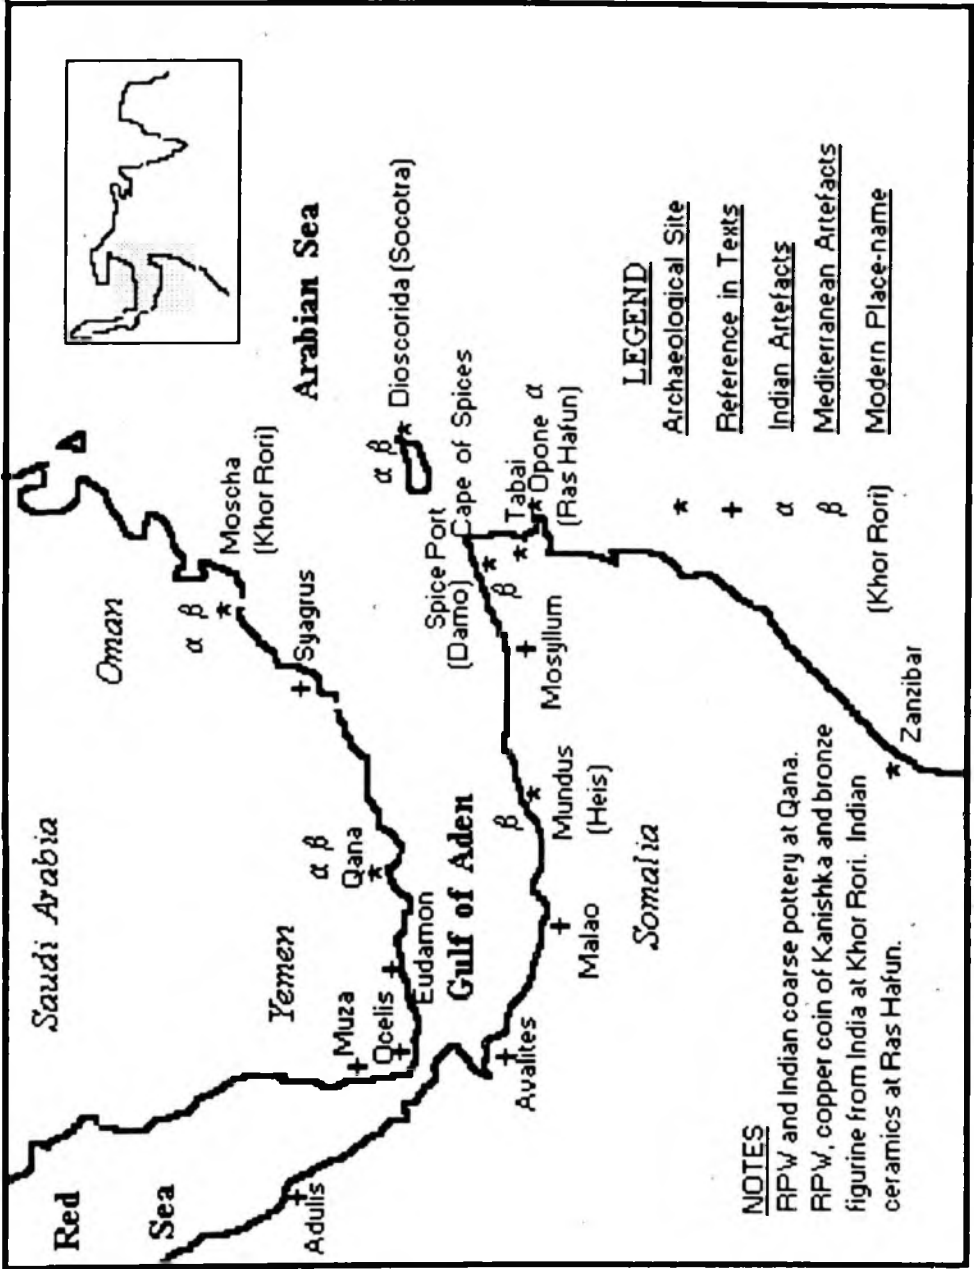 Saudi Arabia
Oman
Yemen
Red
Sea
Arabian Sea
Gulf of Aden
Somalia
Adulis
Muza
Ocelis
Eudamon
α β
Qana
Syagrus
α β
Moscha
(Khor Rori)
α β
Dioscorida (Socotra)
Cape of Spices
Spice Port
(Damo)
β
Tabai
Opone α
(Ras Hafun)
Mosyllum
β
Mundus
(Heis)
Malao
Avalites
Zanzibar
LEGEND
* Archaeological Site
+ Reference in Texts
α Indian Artefacts
β Mediterranean Artefacts
(Khor Rori) Modern Place-name
NOTES
RPW and Indian coarse pottery at Qana.
RPW, copper coin of Kanishka and bronze
figurine from India at Khor Rori. Indian
ceramics at Ras Hafun.